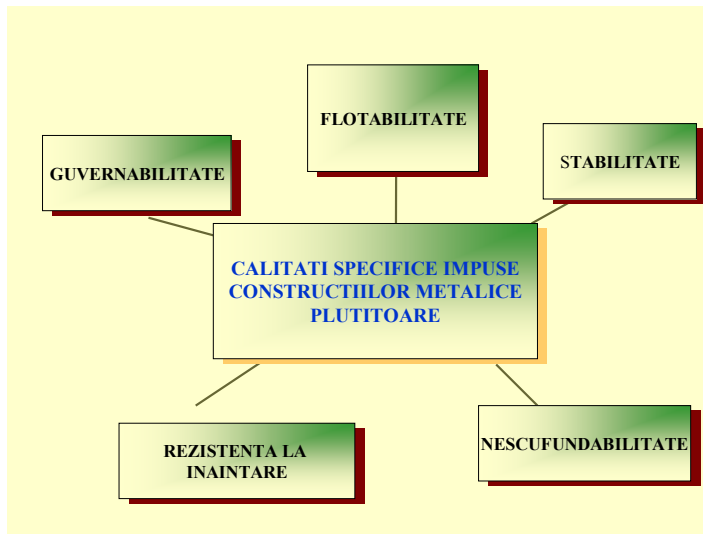 FLOTABILITATE
GUVERNABILITATE
STABILITATE
CALITATI SPECIFICE IMPUSE
CONSTRUCTIILOR METALICE
PLUTITOARE
REZISTENTA LA
INAINTARE
NESCUFUNDABILITATE